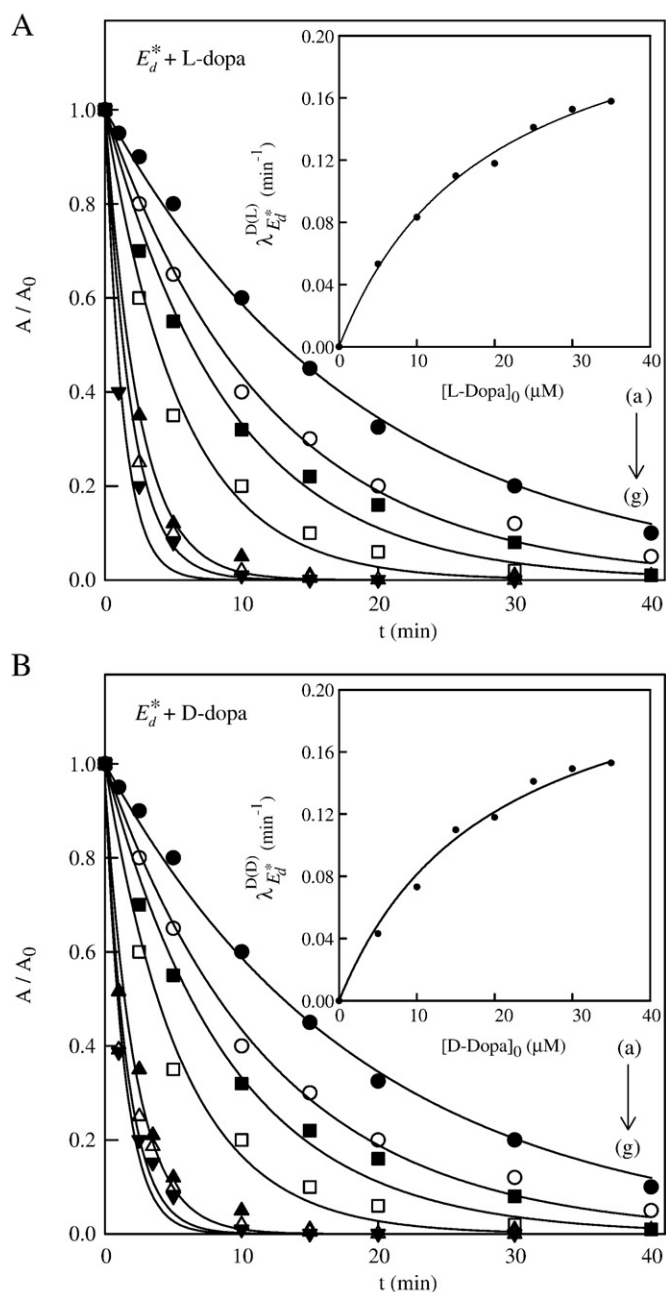 A
E*d + L-dopa
A / A0
1.0
0.8
0.6
0.4
0.2
0.0
0
10
20
30
40
t (min)
λ D(L) E*d (min-1)
0.20
0.16
0.12
0.08
0.04
0.00
0
10
20
30
40
[L-Dopa]0 (μM)
(a)
(g)
B
E*d + D-dopa
A / A0
1.0
0.8
0.6
0.4
0.2
0.0
0
10
20
30
40
t (min)
λ D(D) E*d (min-1)
0.20
0.16
0.12
0.08
0.04
0.00
0
10
20
30
40
[D-Dopa]0 (μM)
(a)
(g)